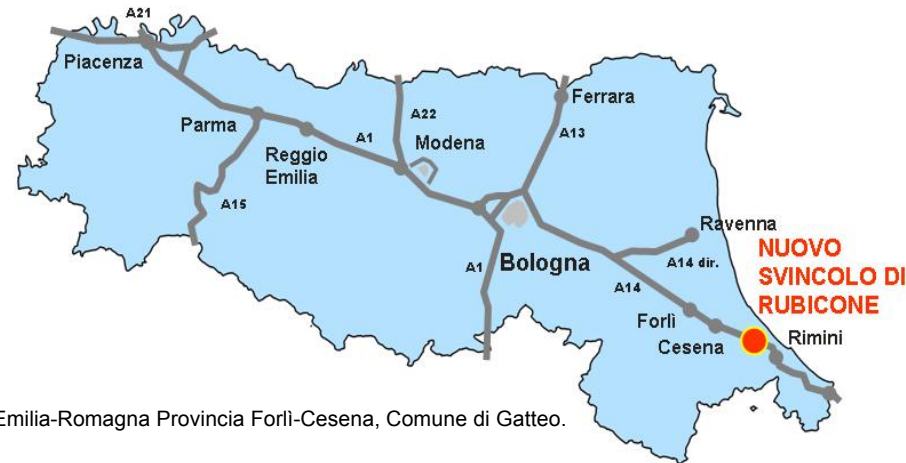 A21
Piacenza
Ferrara
A22
Parma
A13
A1
Modena
Reggio
Emilia
A15
Ravenna
NUOVO
SVINCOLO DI
RUBICONE
A1
Bologna
A14 dir.
A14
Forlì
Cesena
Rimini
Emilia-Romagna Provincia Forlì-Cesena, Comune di Gatteo.